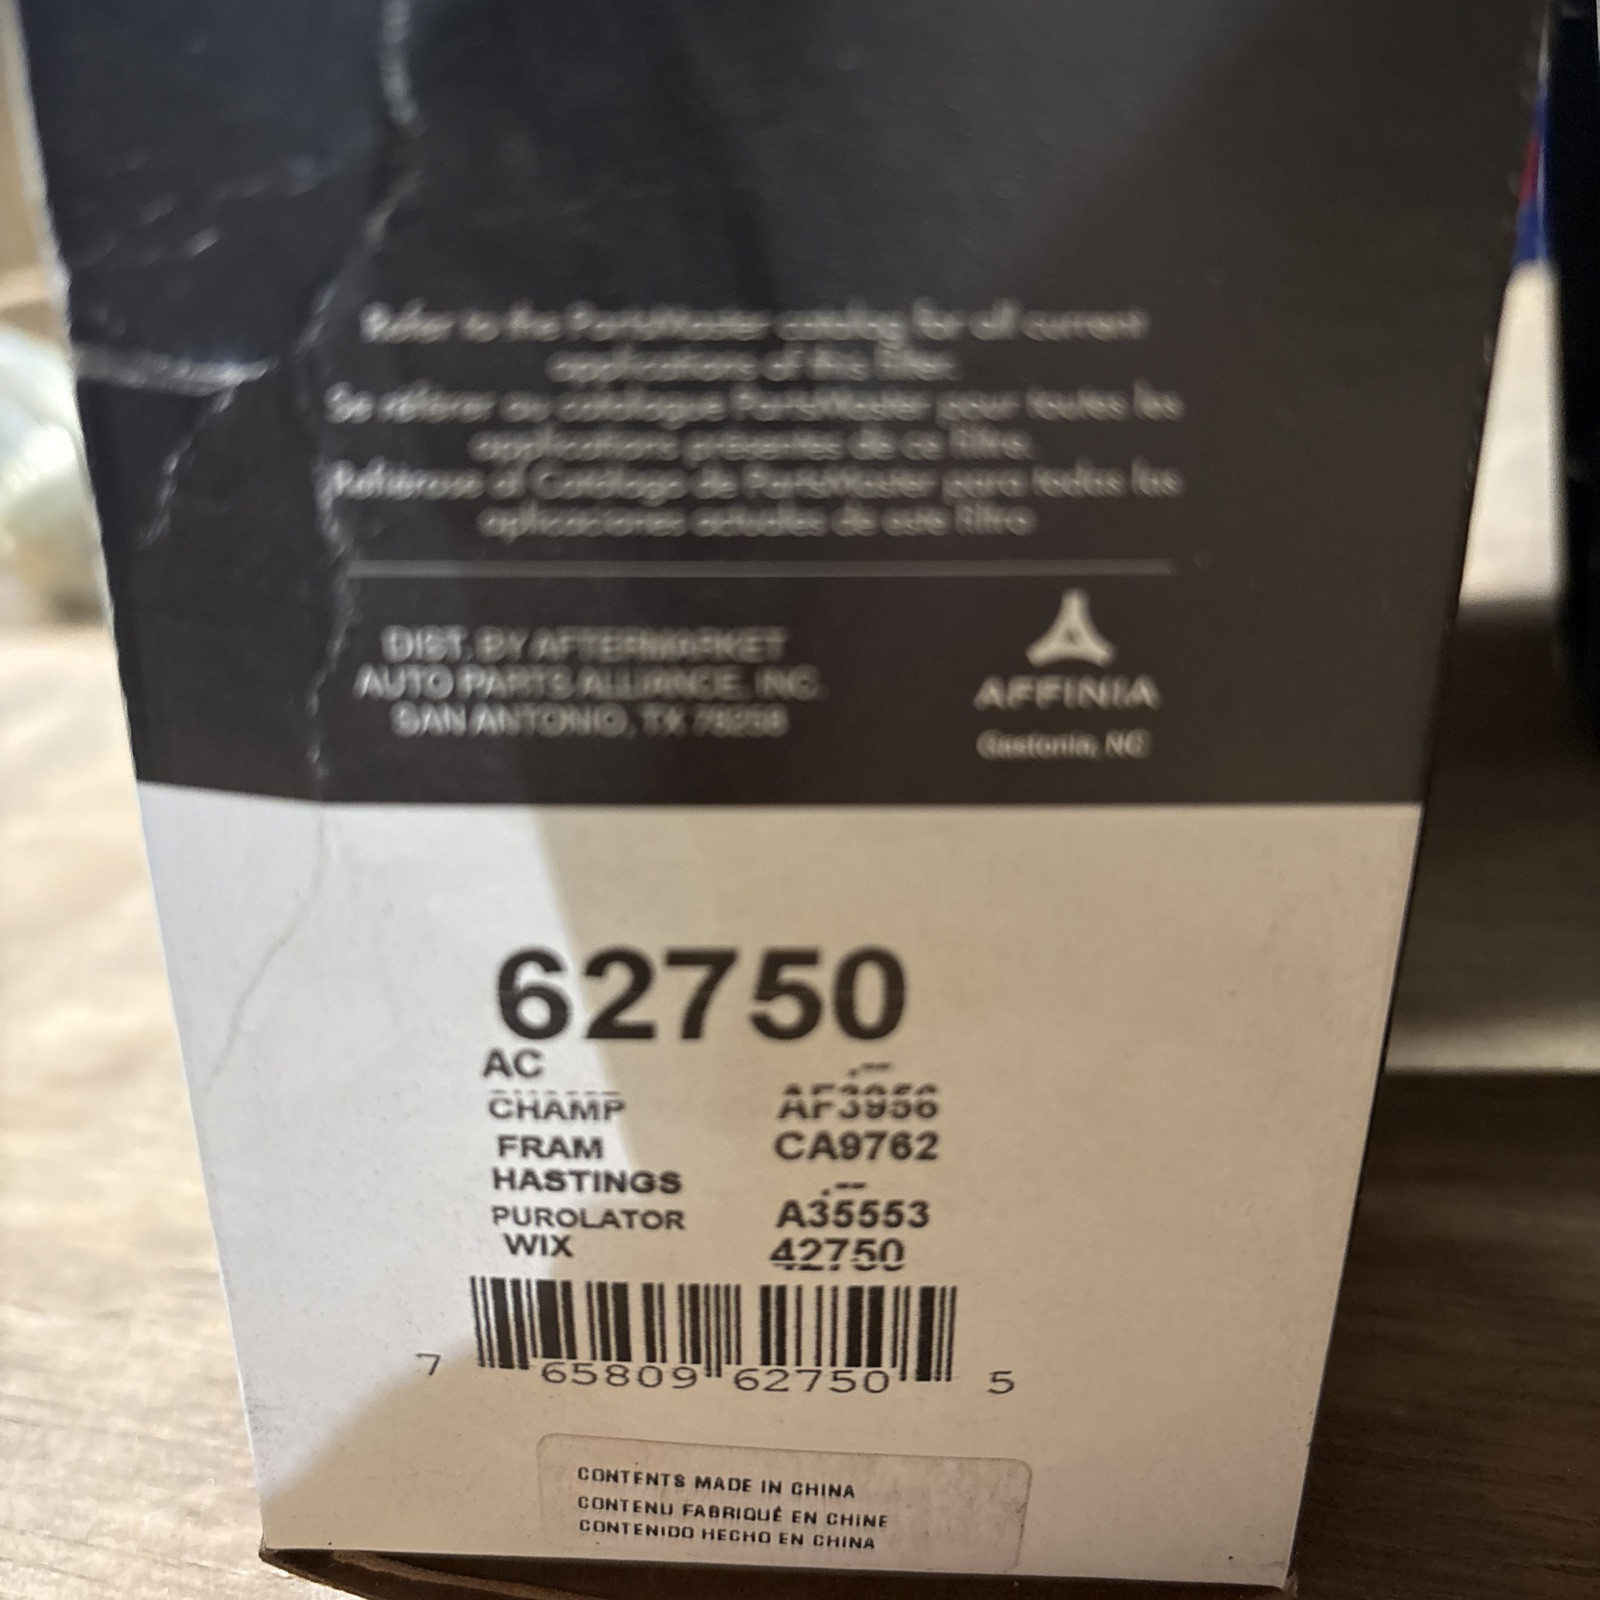 Refer to the PartsMaster catalog for all current
applications of this filter.
Se référer au catalogue PartsMaster pour toutes les
applications présentes de ce filtre.
Refiérase al Catálogo de PartsMaster para todas las
aplicaciones actuales de este filtro
DIST. BY AFTERMARKET
AUTO PARTS ALLIANCE, INC.
SAN ANTONIO, TX 78258
AFFINIA
Gastonia, NC
62750
AC .--
CHAMP AF3956
FRAM CA9762
HASTINGS .--
PUROLATOR A35553
WIX 42750
7 65809 62750 5
CONTENTS MADE IN CHINA
CONTENU FABRIQUÉ EN CHINE
CONTENIDO HECHO EN CHINA